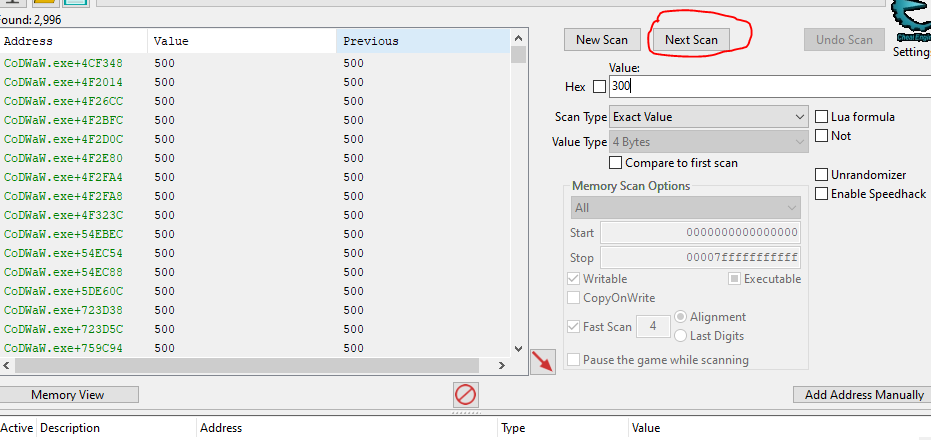 Found: 2,996
Address Value Previous
CoDWaW.exe+4CF348 500 500
CoDWaW.exe+4F2014 500 500
CoDWaW.exe+4F26CC 500 500
CoDWaW.exe+4F2BFC 500 500
CoDWaW.exe+4F2D0C 500 500
CoDWaW.exe+4F2E80 500 500
CoDWaW.exe+4F2FA4 500 500
CoDWaW.exe+4F2FA8 500 500
CoDWaW.exe+4F323C 500 500
CoDWaW.exe+54EBEC 500 500
CoDWaW.exe+54EC54 500 500
CoDWaW.exe+54EC88 500 500
CoDWaW.exe+5DE60C 500 500
CoDWaW.exe+723D38 500 500
CoDWaW.exe+723D5C 500 500
CoDWaW.exe+759C94 500 500
New Scan Next Scan Undo Scan
Settings
Value:
Hex 300
Scan Type Exact Value
Lua formula
Not
Value Type 4 Bytes
Compare to first scan
Unrandomizer
Enable Speedhack
Memory Scan Options
All
Start 0000000000000000
Stop 00007fffffffffff
Writable Executable
CopyOnWrite
Fast Scan 4 Alignment
Last Digits
Pause the game while scanning
Memory View Add Address Manually
Active Description Address Type Value